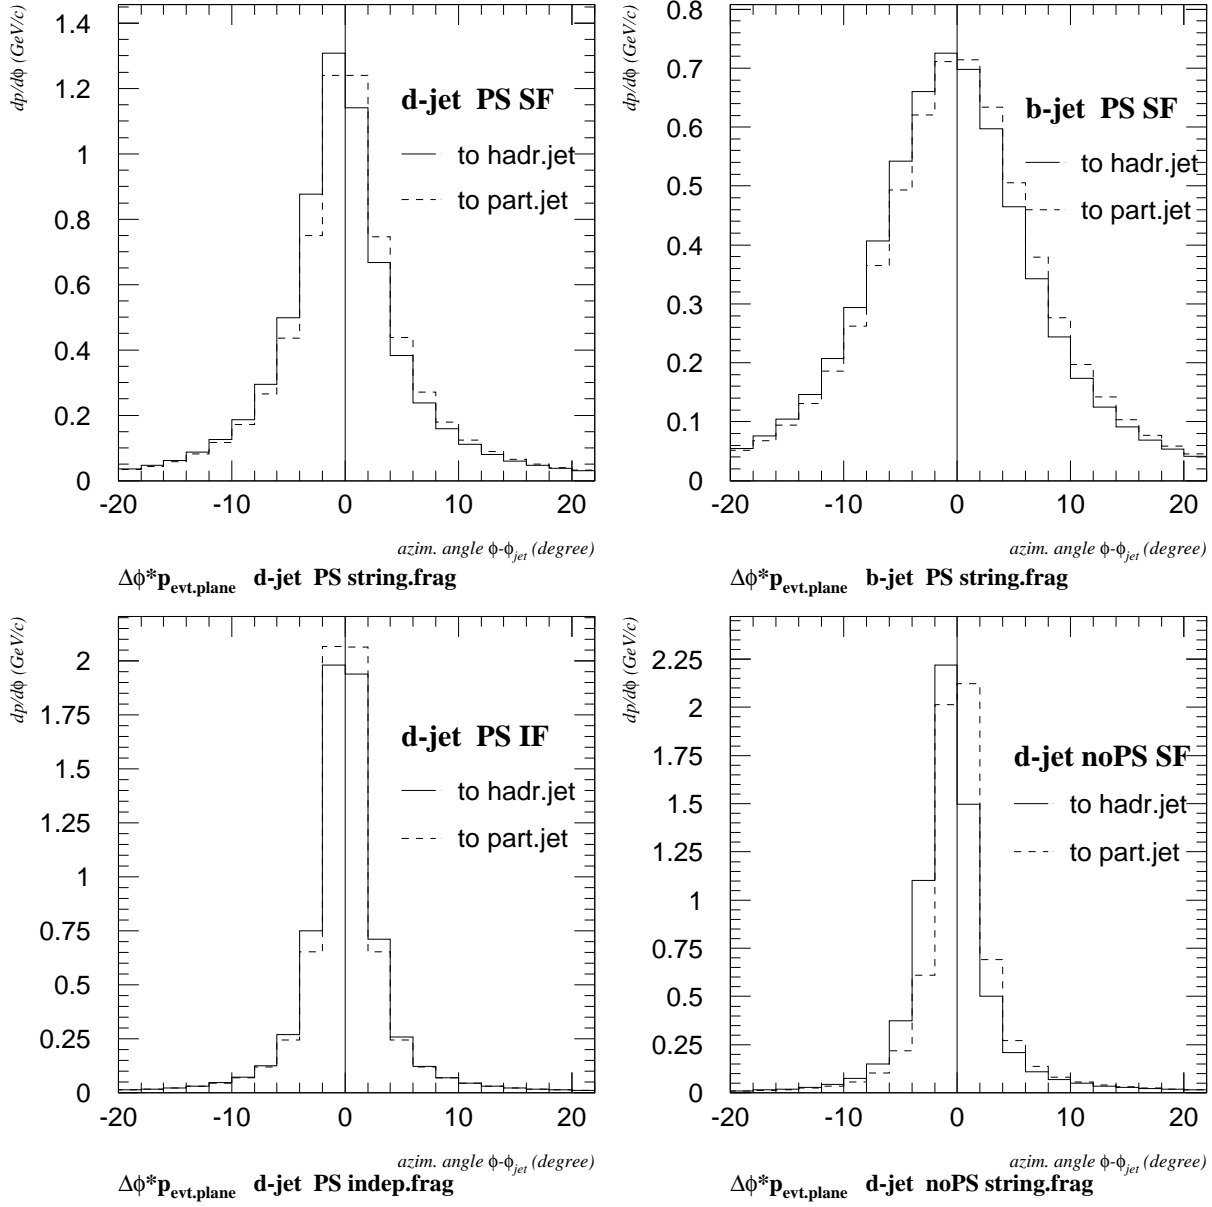 dp/dϕ (GeV/c)
1.4
1.2
1
0.8
0.6
0.4
0.2
0
d-jet PS SF
to hadr.jet
to part.jet
-20 -10 0 10 20
azim. angle ϕ-ϕjet (degree)
Δϕ*pevt.plane d-jet PS string.frag
dp/dϕ (GeV/c)
0.8
0.7
0.6
0.5
0.4
0.3
0.2
0.1
0
b-jet PS SF
to hadr.jet
to part.jet
-20 -10 0 10 20
azim. angle ϕ-ϕjet (degree)
Δϕ*pevt.plane b-jet PS string.frag
dp/dϕ (GeV/c)
2
1.75
1.5
1.25
1
0.75
0.5
0.25
0
d-jet PS IF
to hadr.jet
to part.jet
-20 -10 0 10 20
azim. angle ϕ-ϕjet (degree)
Δϕ*pevt.plane d-jet PS indep.frag
dp/dϕ (GeV/c)
2.25
2
1.75
1.5
1.25
1
0.75
0.5
0.25
0
d-jet noPS SF
to hadr.jet
to part.jet
-20 -10 0 10 20
azim. angle ϕ-ϕjet (degree)
Δϕ*pevt.plane d-jet noPS string.frag